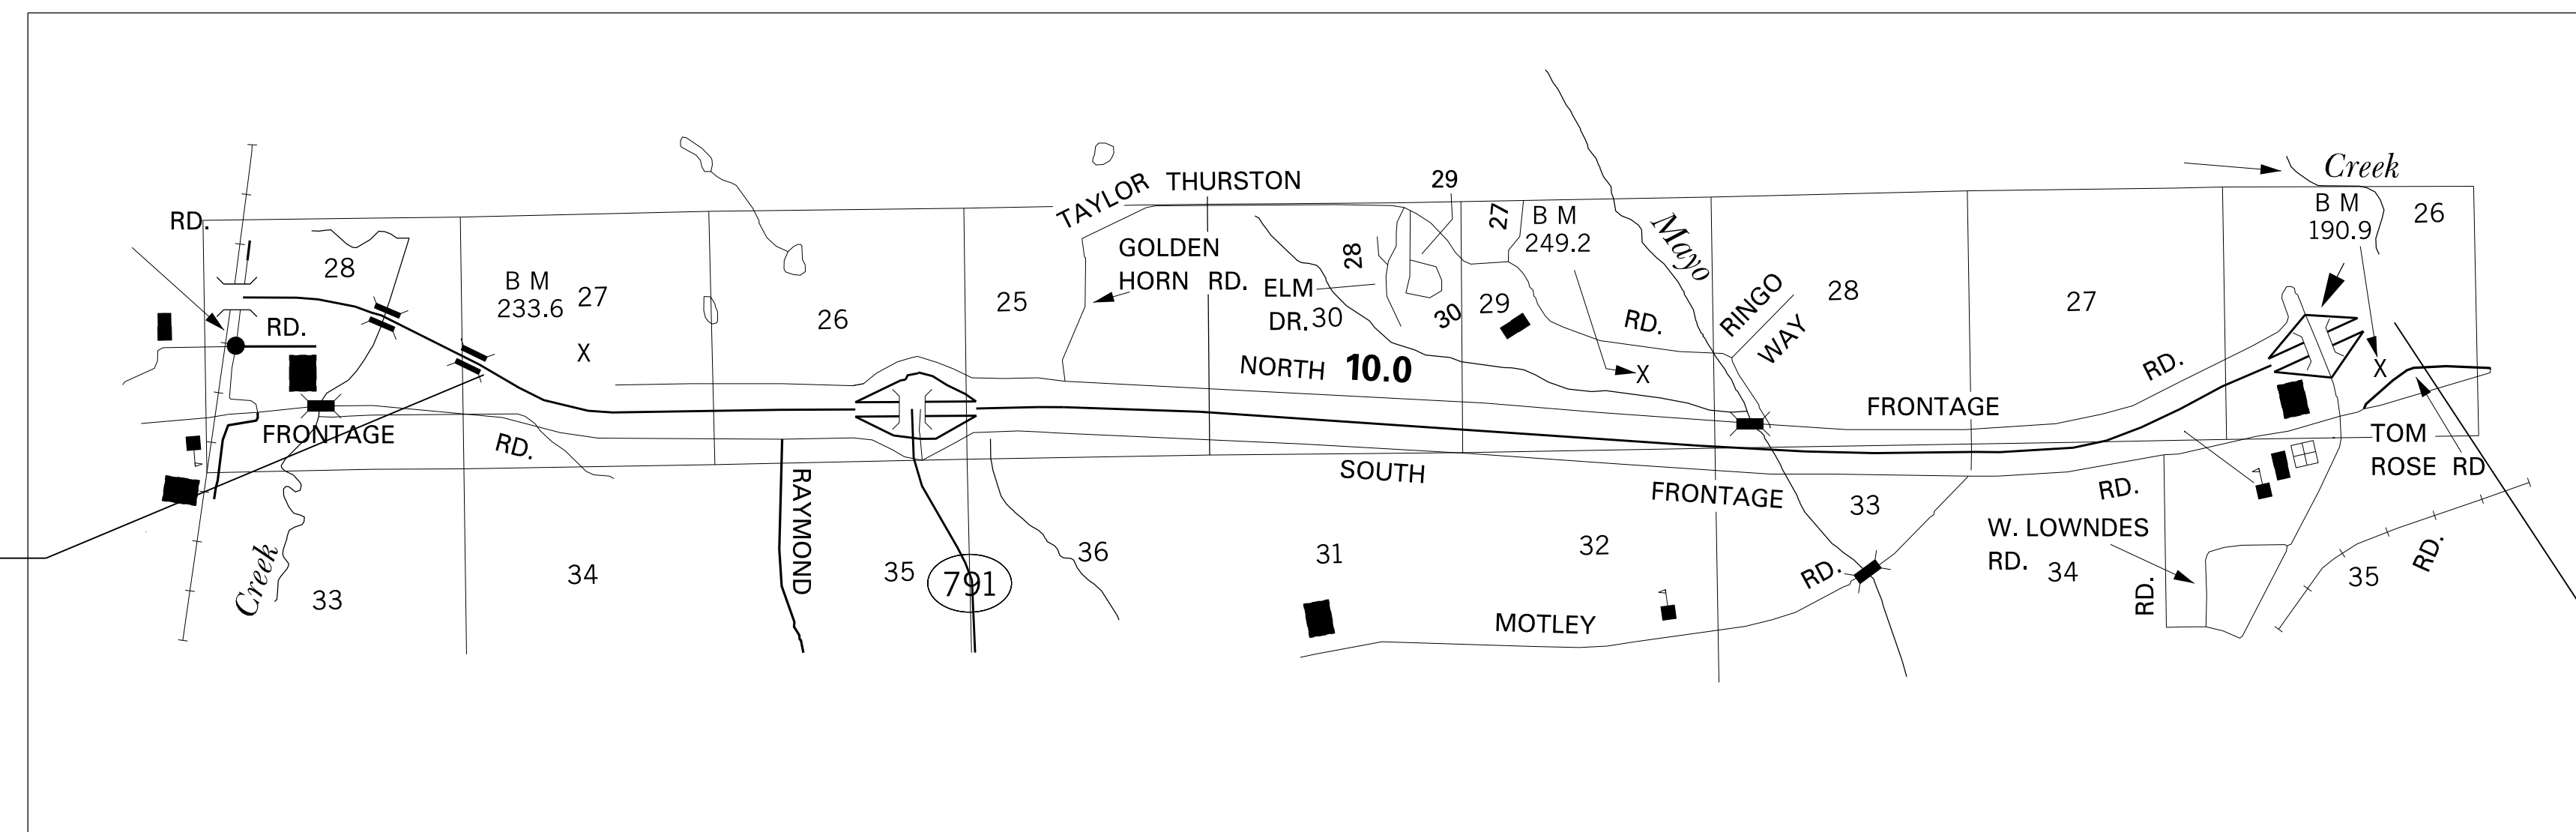 Creek
THURSTON
29
TAYLOR
RD.
B M
190.9
26
27
B M
249.2
Mayo
GOLDEN
HORN RD.
28
28
B M
233.6
27
26
25
ELM
DR.
30
30
29
RD.
RINGO
WAY
28
27
RD.
NORTH
10.0
RD.
FRONTAGE
FRONTAGE
RD.
TOM
ROSE RD
SOUTH
FRONTAGE
RD.
RAYMOND
33
W. LOWNDES
RD.
34
RD.
RD.
35
Creek
33
34
35
791
36
31
32
RD.
MOTLEY